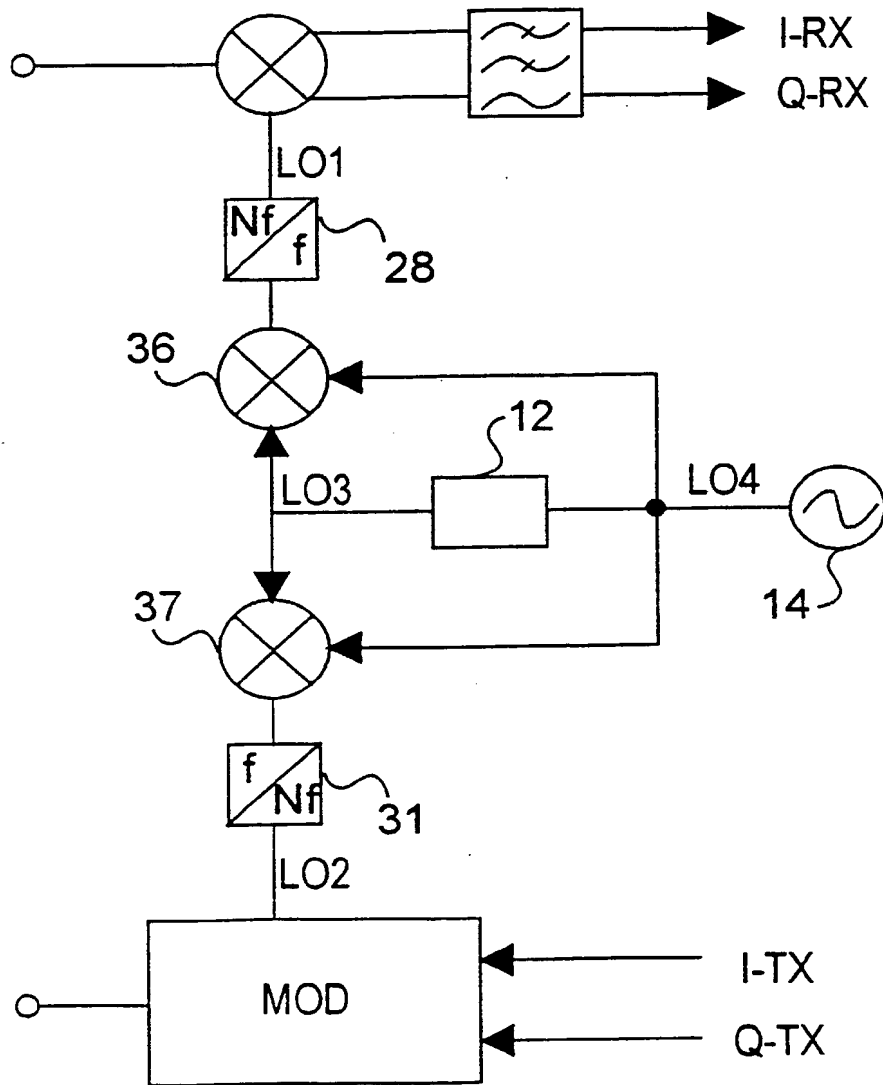 I-RX
Q-RX
LO1
Nf
f
28
36
12
LO3
LO4
14
37
f
Nf
31
LO2
MOD
I-TX
Q-TX